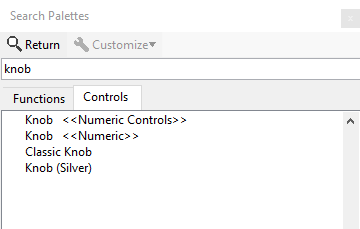 Search Palettes
Return Customize▾
knob
Functions Controls
Knob <<Numeric Controls>>
Knob <<Numeric>>
Classic Knob
Knob (Silver)